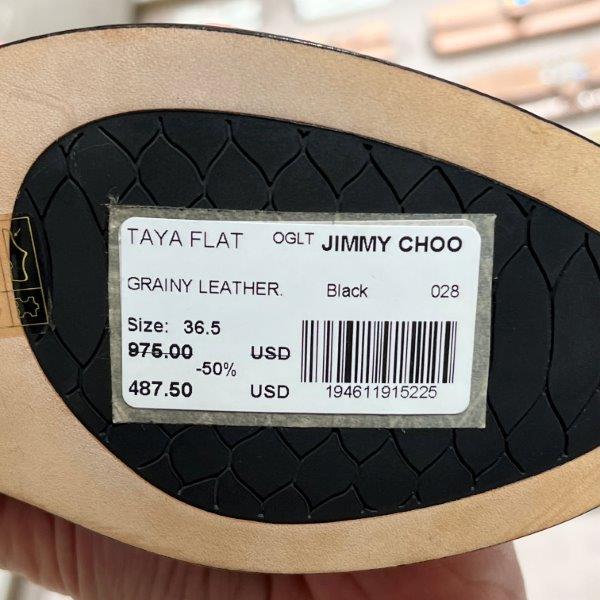 TAYA FLAT OGLT JIMMY CHOO
GRAINY LEATHER. Black 028
Size: 36.5
975.00 USD
-50%
487.50 USD
194611915225